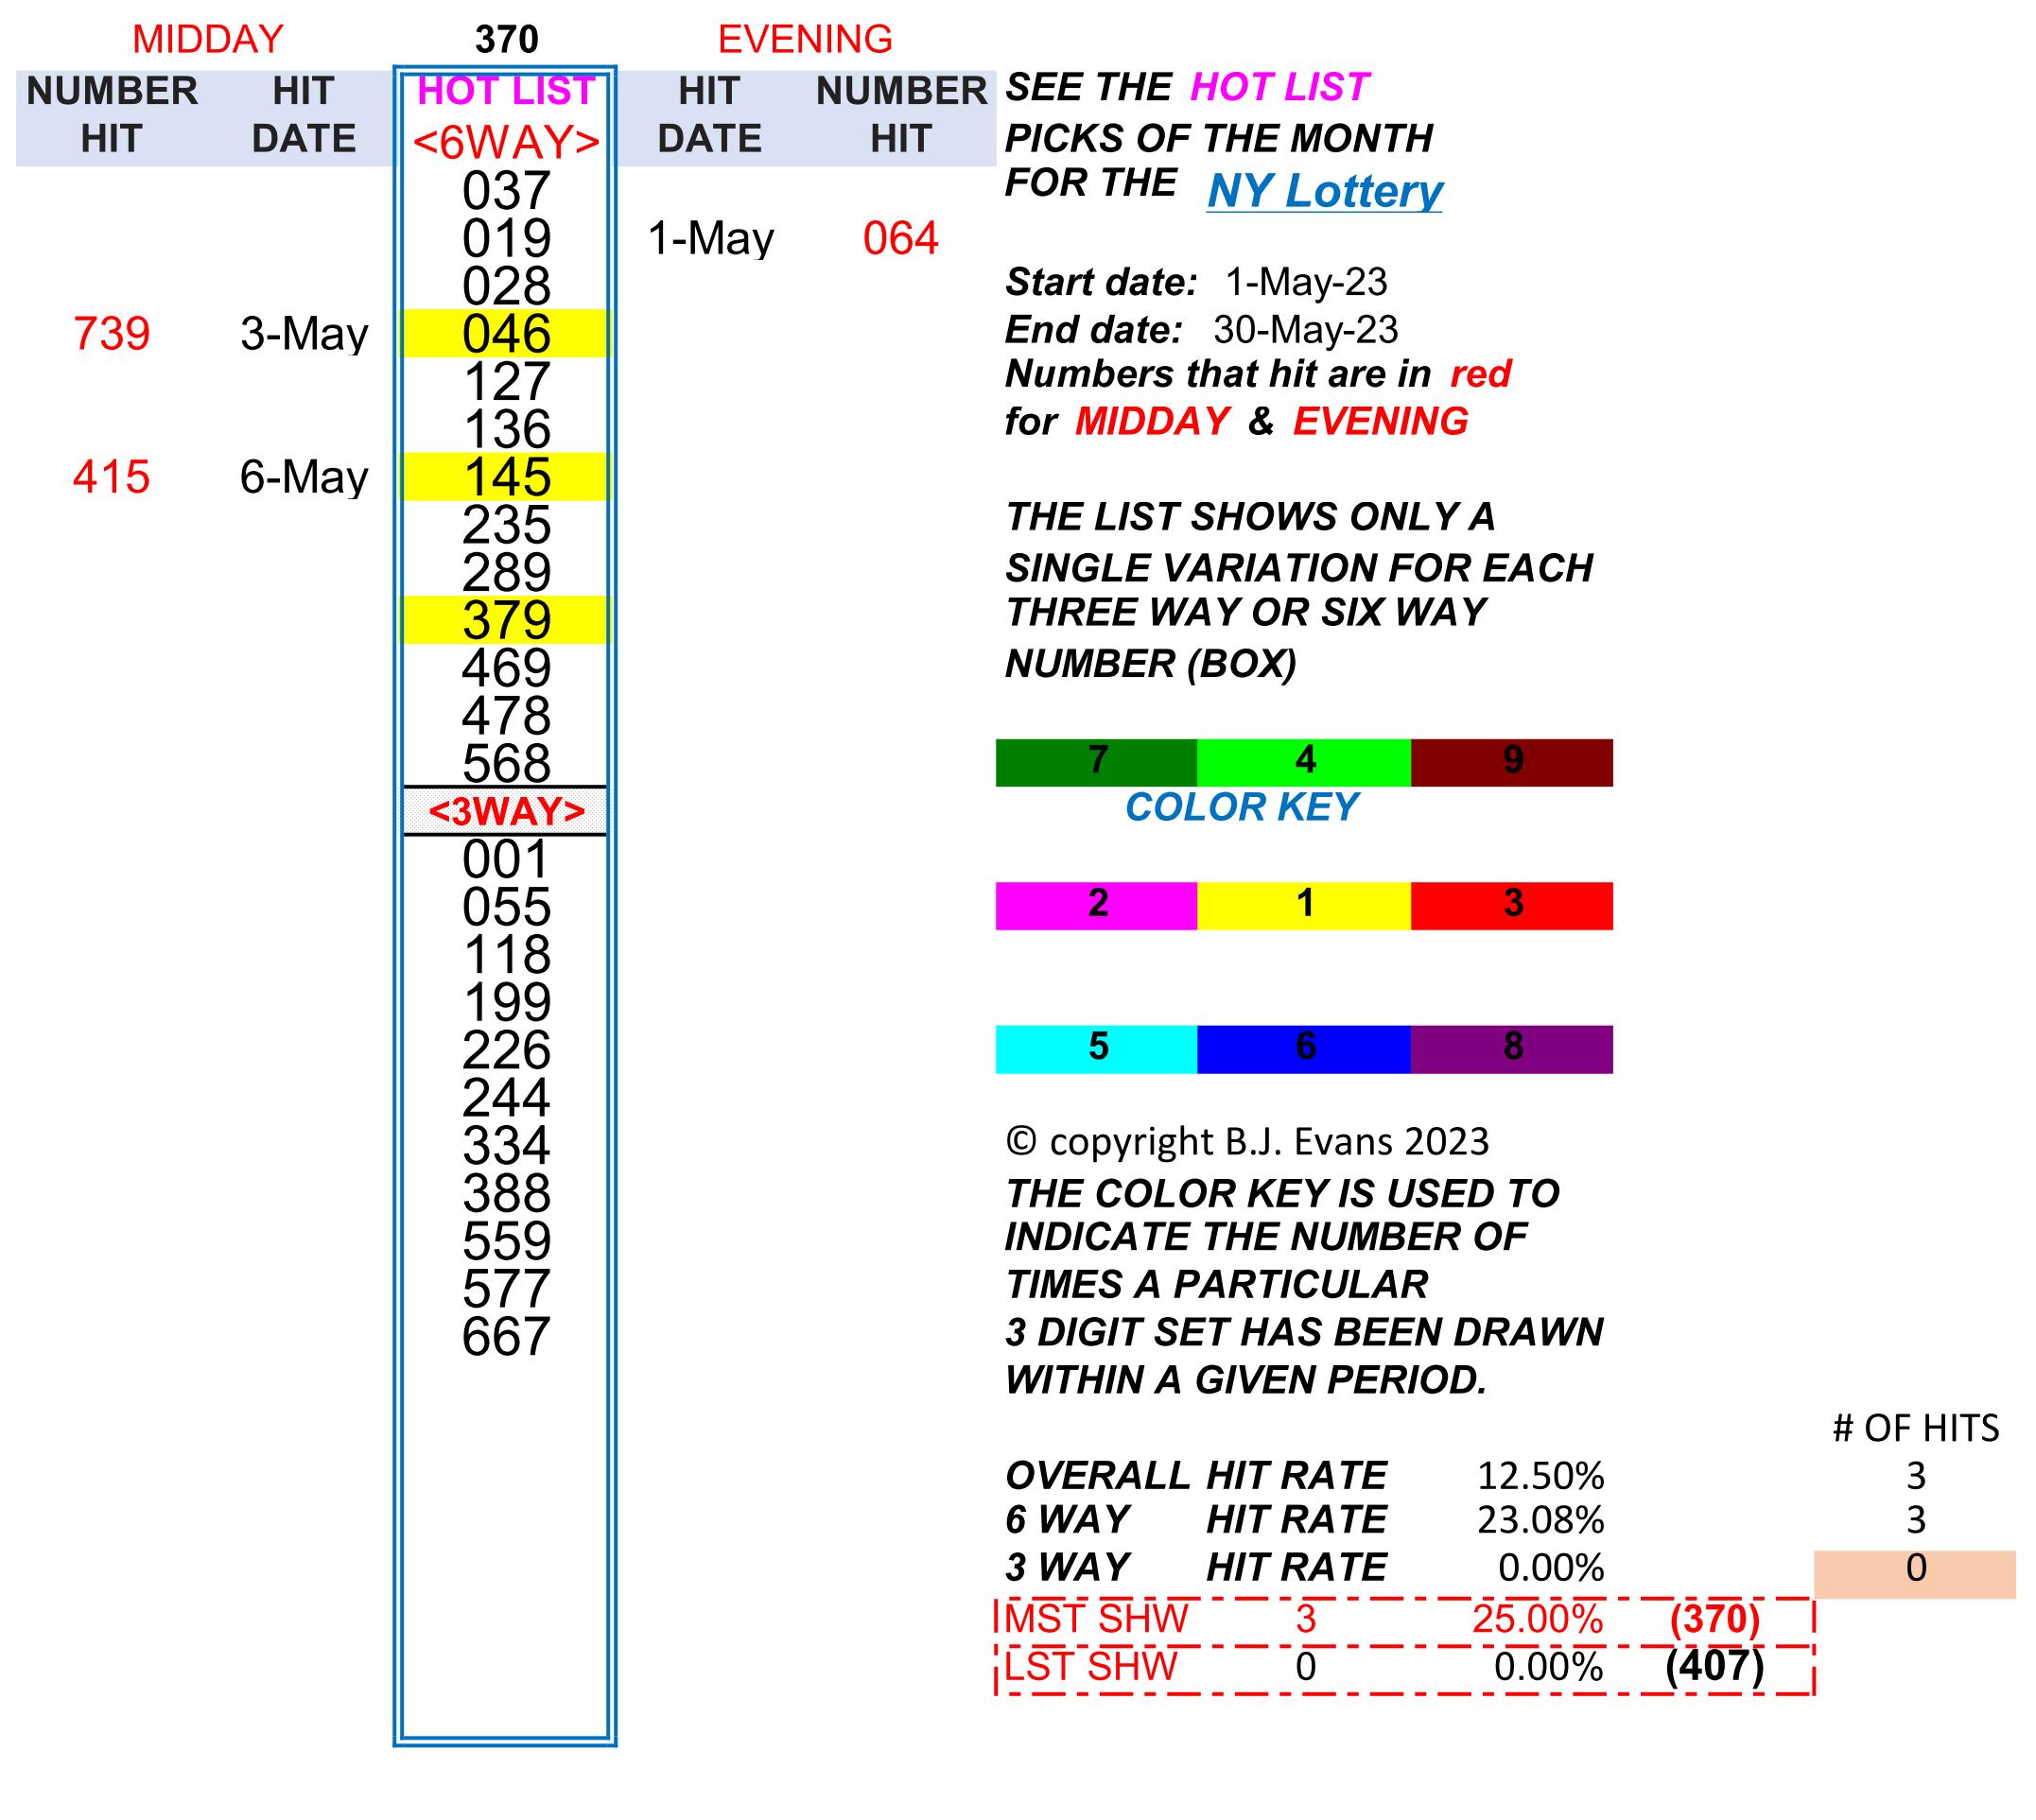 MIDDAY 370 EVENING
NUMBER HIT HOT LIST HIT NUMBER
HIT DATE <6WAY> DATE HIT
037
019 1-May 064
028
739 3-May 046
127
136
415 6-May 145
235
289
379
469
478
568
<3WAY>
001
055
118
199
226
244
334
388
559
577
667
SEE THE HOT LIST
PICKS OF THE MONTH
FOR THE NY Lottery
Start date: 1-May-23
End date: 30-May-23
Numbers that hit are in red
for MIDDAY & EVENING
THE LIST SHOWS ONLY A
SINGLE VARIATION FOR EACH
THREE WAY OR SIX WAY
NUMBER (BOX)
7 4 9
COLOR KEY
2 1 3
5 6 8
© copyright B.J. Evans 2023
THE COLOR KEY IS USED TO
INDICATE THE NUMBER OF
TIMES A PARTICULAR
3 DIGIT SET HAS BEEN DRAWN
WITHIN A GIVEN PERIOD.
# OF HITS
OVERALL HIT RATE 12.50% 3
6 WAY HIT RATE 23.08% 3
3 WAY HIT RATE 0.00% 0
MST SHW 3 25.00% (370)
LST SHW 0 0.00% (407)